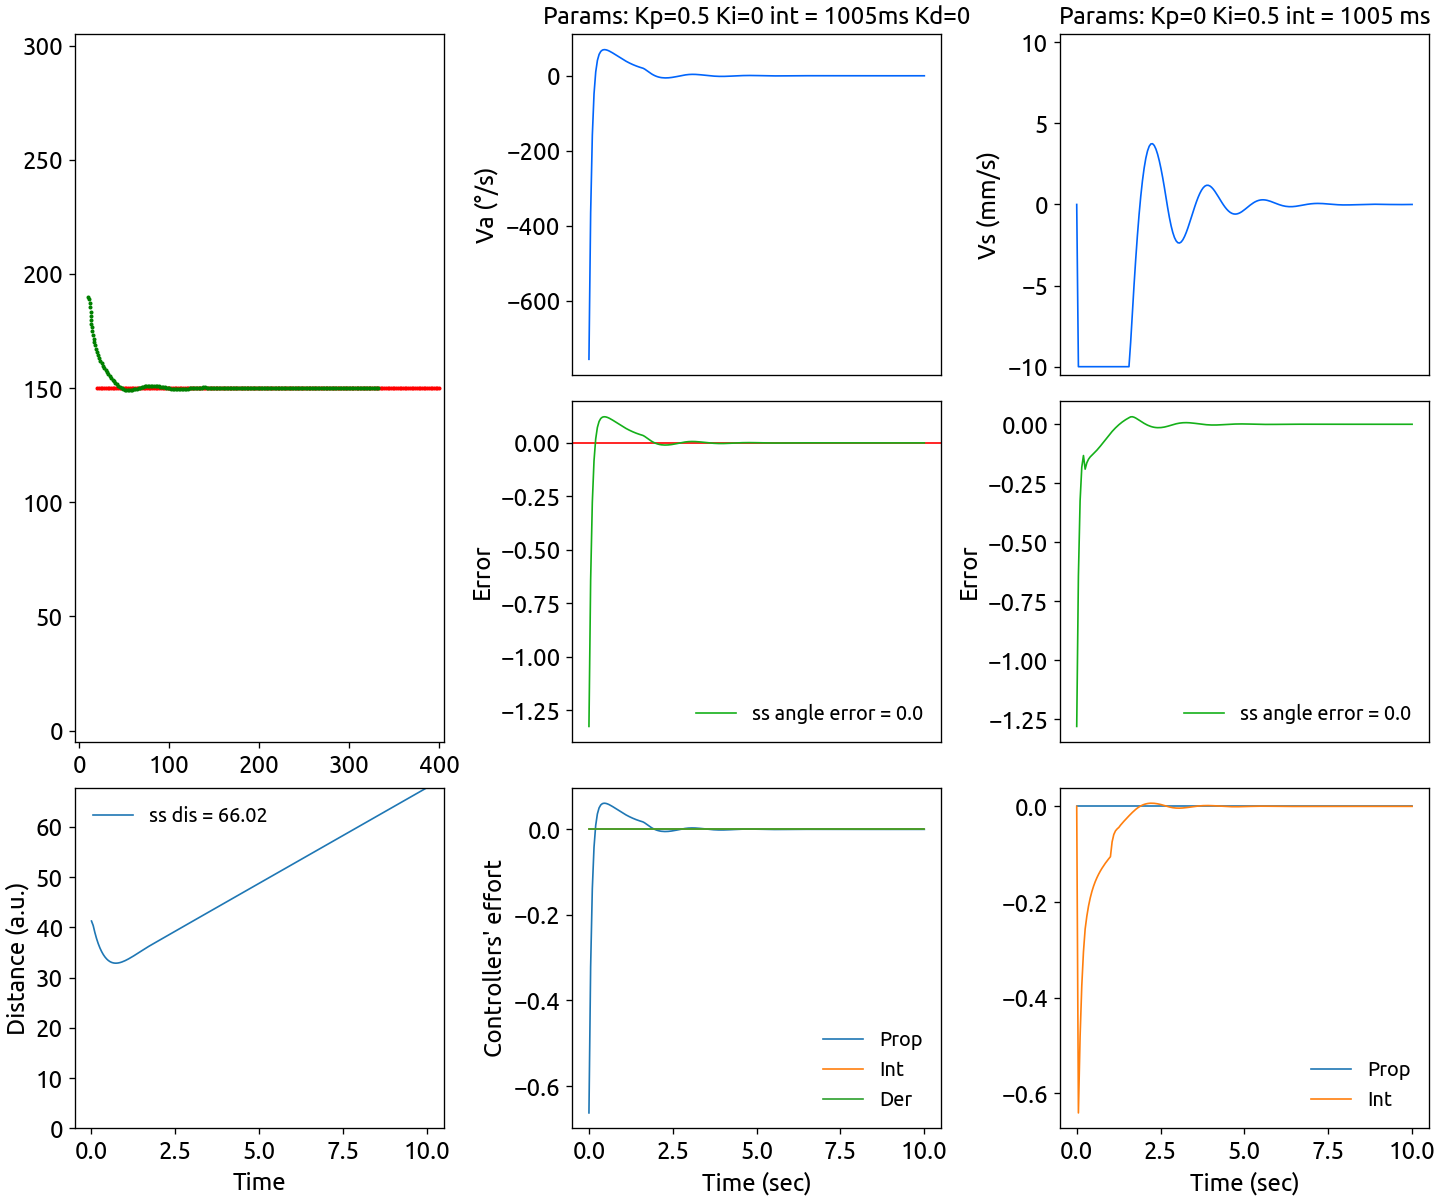 Params: Kp=0.5 Ki=0 int = 1005ms Kd=0
Params: Kp=0 Ki=0.5 int = 1005 ms
300
250
200
150
100
50
0
0 100 200 300 400
0
−200
−400
−600
Va (°/s)
10
5
0
−5
−10
Vs (mm/s)
0.00
−0.25
−0.50
−0.75
−1.00
−1.25
Error
ss angle error = 0.0
0.00
−0.25
−0.50
−0.75
−1.00
−1.25
Error
ss angle error = 0.0
ss dis = 66.02
60
50
40
30
20
10
0
Distance (a.u.)
0.0 2.5 5.0 7.5 10.0
Time
0.0
−0.2
−0.4
−0.6
Controllers' effort
Prop
Int
Der
0.0 2.5 5.0 7.5 10.0
Time (sec)
0.0
−0.2
−0.4
−0.6
Prop
Int
0.0 2.5 5.0 7.5 10.0
Time (sec)